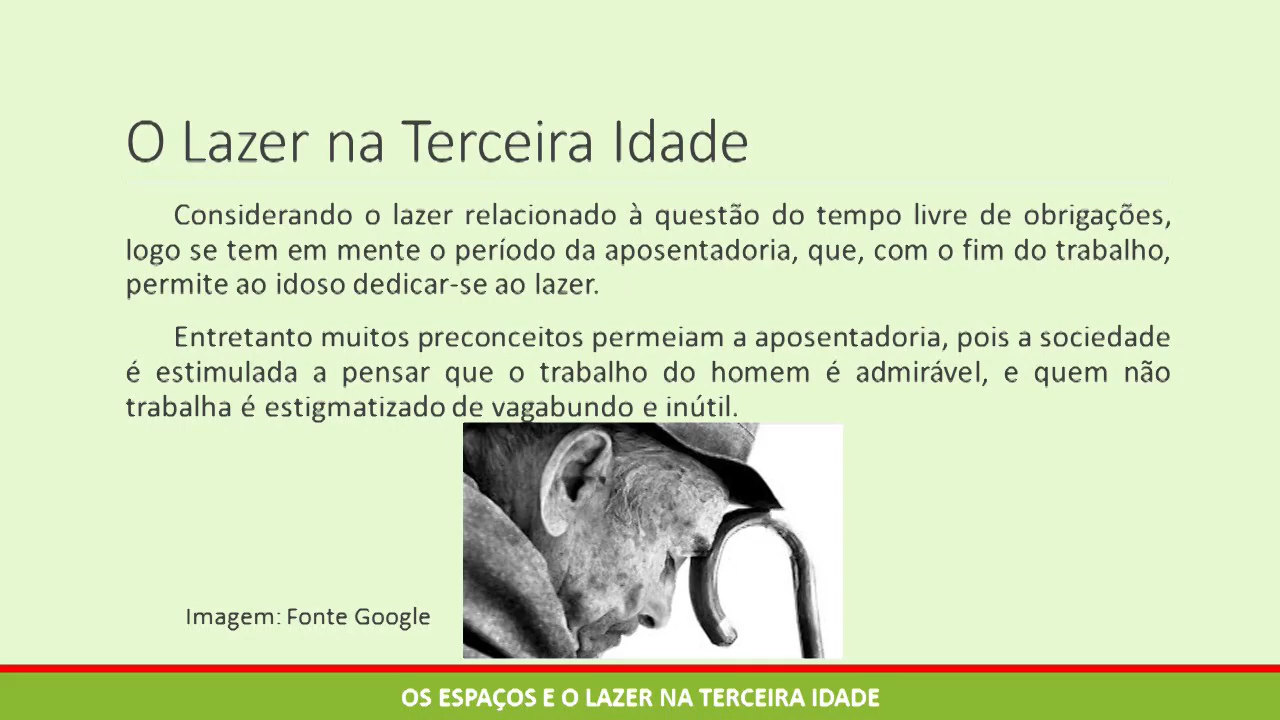 O Lazer na Terceira Idade
Considerando o lazer relacionado à questão do tempo livre de obrigações,
logo se tem em mente o período da aposentadoria, que, com o fim do trabalho,
permite ao idoso dedicar-se ao lazer.
Entretanto muitos preconceitos permeiam a aposentadoria, pois a sociedade
é estimulada a pensar que o trabalho do homem é admirável, e quem não
trabalha é estigmatizado de vagabundo e inútil.
Imagem: Fonte Google
OS ESPAÇOS E O LAZER NA TERCEIRA IDADE